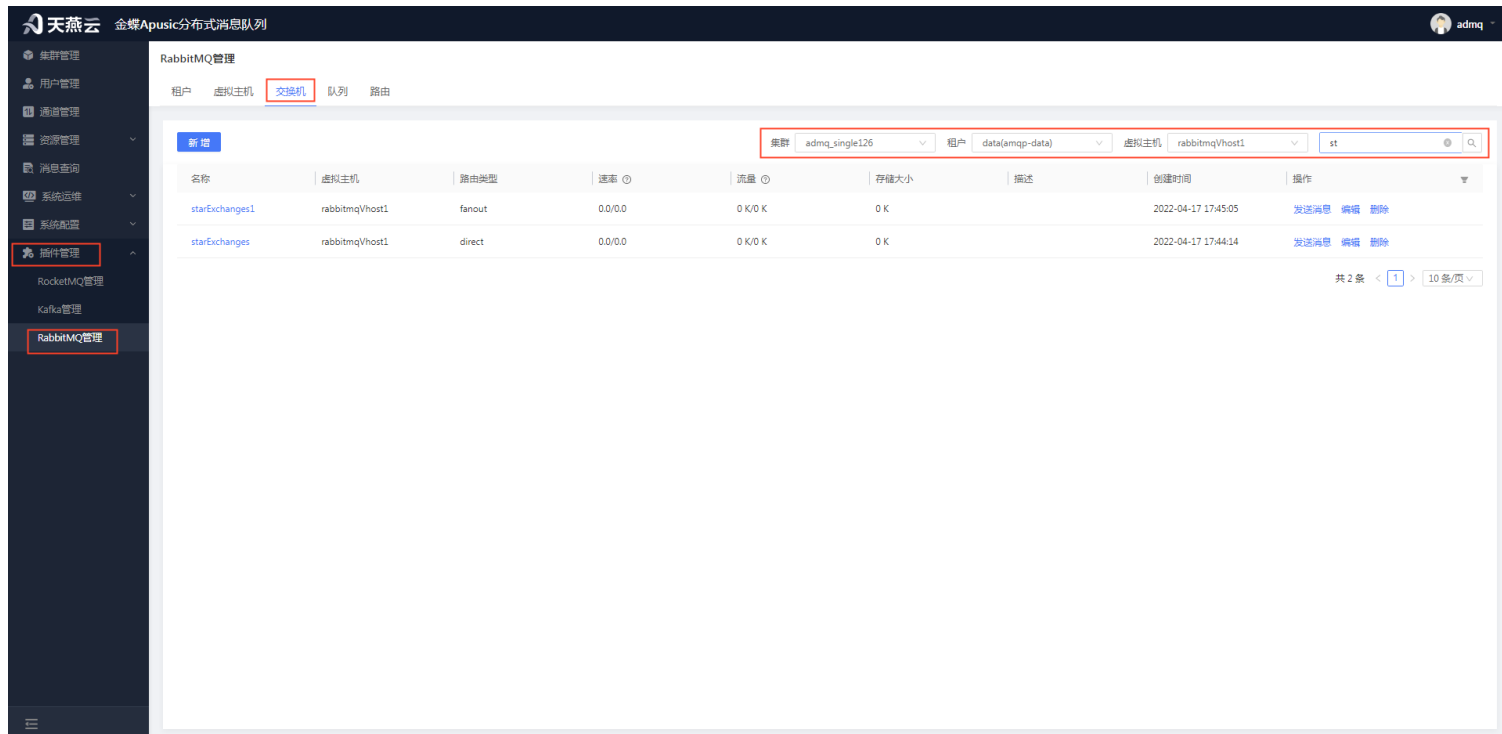 天燕云 金蝶Apusic分布式消息队列
admq
集群管理
用户管理
通道管理
资源管理
消息查询
系统运维
系统配置
插件管理
RocketMQ管理
Kafka管理
RabbitMQ管理
RabbitMQ管理
租户 虚拟主机 交换机 队列 路由
新增 集群 admq_single126 租户 data(amqp-data) 虚拟主机 rabbitmqVhost1 st
名称 虚拟主机 路由类型 速率 流量 存储大小 描述 创建时间 操作
starExchanges1 rabbitmqVhost1 fanout 0.0/0.0 0 K/0 K 0 K 2022-04-17 17:45:05 发送消息 编辑 删除
starExchanges rabbitmqVhost1 direct 0.0/0.0 0 K/0 K 0 K 2022-04-17 17:44:14 发送消息 编辑 删除
共 2 条 < 1 > 10 条/页